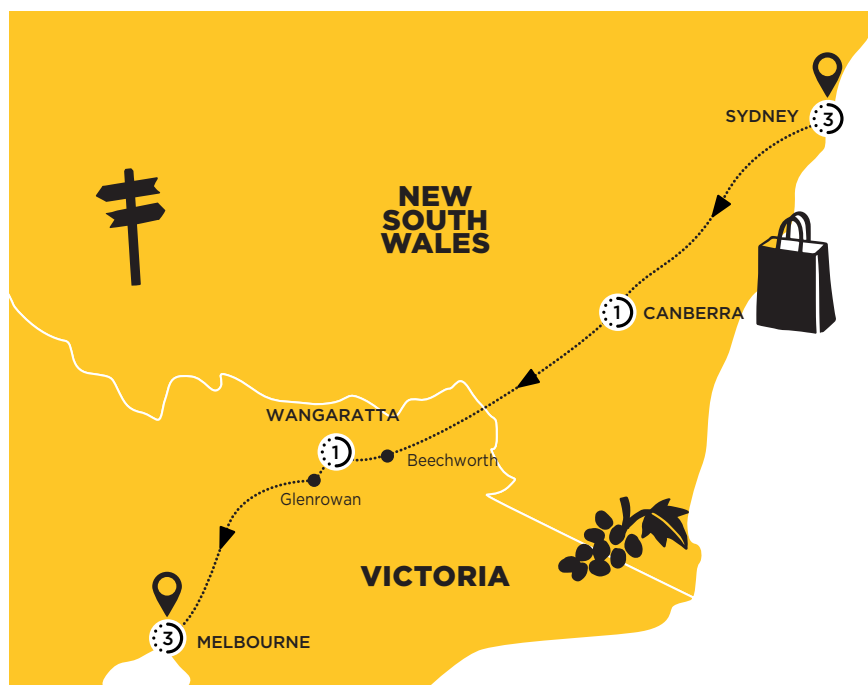 3
SYDNEY
NEW
SOUTH
WALES
1
CANBERRA
WANGARATTA
1
Beechworth
Glenrowan
VICTORIA
3
MELBOURNE